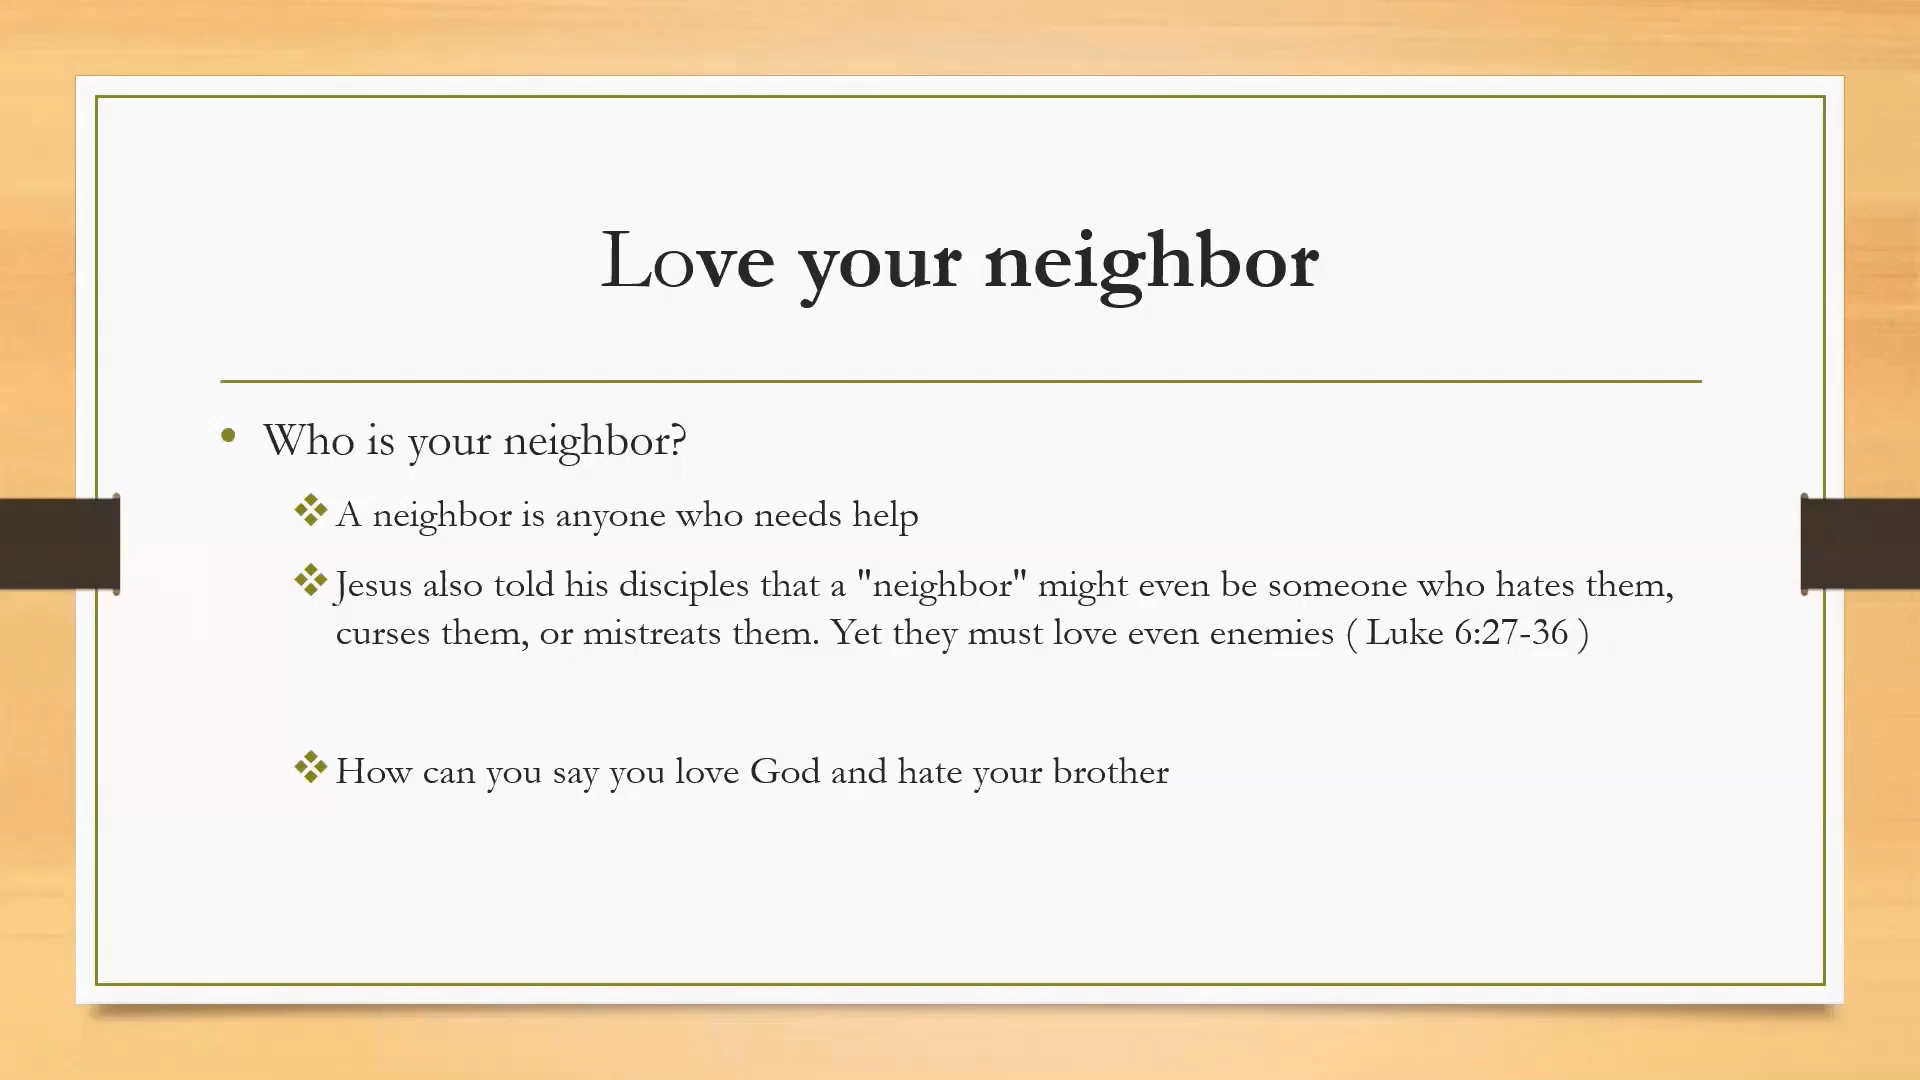 Love your neighbor
Who is your neighbor?
A neighbor is anyone who needs help
Jesus also told his disciples that a "neighbor" might even be someone who hates them,
curses them, or mistreats them. Yet they must love even enemies ( Luke 6:27-36 )
How can you say you love God and hate your brother